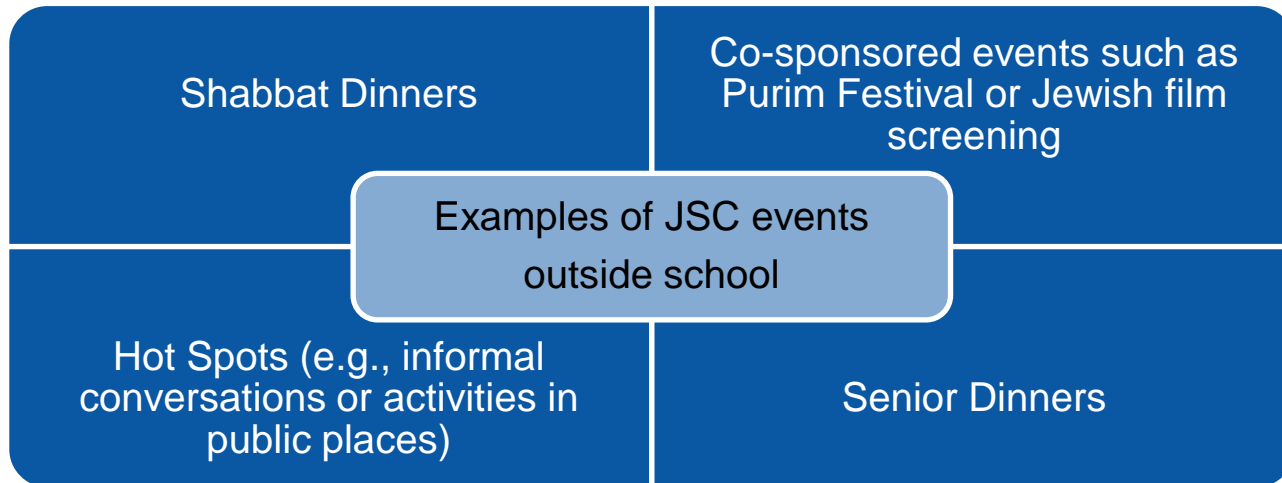 Shabbat Dinners
Co-sponsored events such as
Purim Festival or Jewish film
screening
Examples of JSC events
outside school
Hot Spots (e.g., informal
conversations or activities in
public places)
Senior Dinners